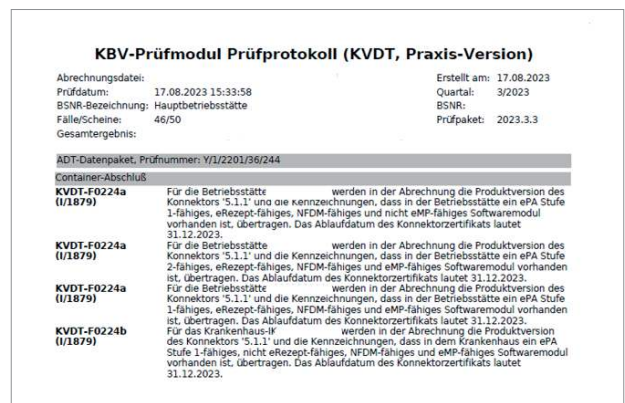 KBV-Prüfmodul Prüfprotokoll (KVDT, Praxis-Version)
Abrechnungsdatei: Erstellt am: 17.08.2023
Prüfdatum: 17.08.2023 15:33:58 Quartal: 3/2023
BSNR-Bezeichnung: Hauptbetriebsstätte BSNR:
Fälle/Scheine: 46/50 Prüfpaket: 2023.3.3
Gesamtergebnis:
ADT-Datenpaket, Prüfnummer: Y/1/2201/36/244
Container-Abschluß
KVDT-F0224a Für die Betriebsstätte werden in der Abrechnung die Produktversion des
(I/1879) Konnektors '5.1.1' und die Kennzeichnungen, dass in der Betriebsstätte ein ePA Stufe
1-fähiges, eRezept-fähiges, NFDM-fähiges und nicht eMP-fähiges Softwaremodul
vorhanden ist, übertragen. Das Ablaufdatum des Konnektorzertifikats lautet
31.12.2023.
KVDT-F0224a Für die Betriebsstätte werden in der Abrechnung die Produktversion des
(I/1879) Konnektors '5.1.1' und die Kennzeichnungen, dass in der Betriebsstätte ein ePA Stufe
2-fähiges, eRezept-fähiges, NFDM-fähiges und eMP-fähiges Softwaremodul vorhanden
ist, übertragen. Das Ablaufdatum des Konnektorzertifikats lautet 31.12.2023.
KVDT-F0224a Für die Betriebsstätte werden in der Abrechnung die Produktversion des
(I/1879) Konnektors '5.1.1' und die Kennzeichnungen, dass in der Betriebsstätte ein ePA Stufe
1-fähiges, eRezept-fähiges, NFDM-fähiges und eMP-fähiges Softwaremodul vorhanden
ist, übertragen. Das Ablaufdatum des Konnektorzertifikats lautet 31.12.2023.
KVDT-F0224b Für das Krankenhaus-IK werden in der Abrechnung die Produktversion
(I/1879) des Konnektors '5.1.1' und die Kennzeichnungen, dass in dem Krankenhaus ein ePA
Stufe 1-fähiges, nicht eRezept-fähiges, NFDM-fähiges und eMP-fähiges Softwaremodul
vorhanden ist, übertragen. Das Ablaufdatum des Konnektorzertifikats lautet
31.12.2023.